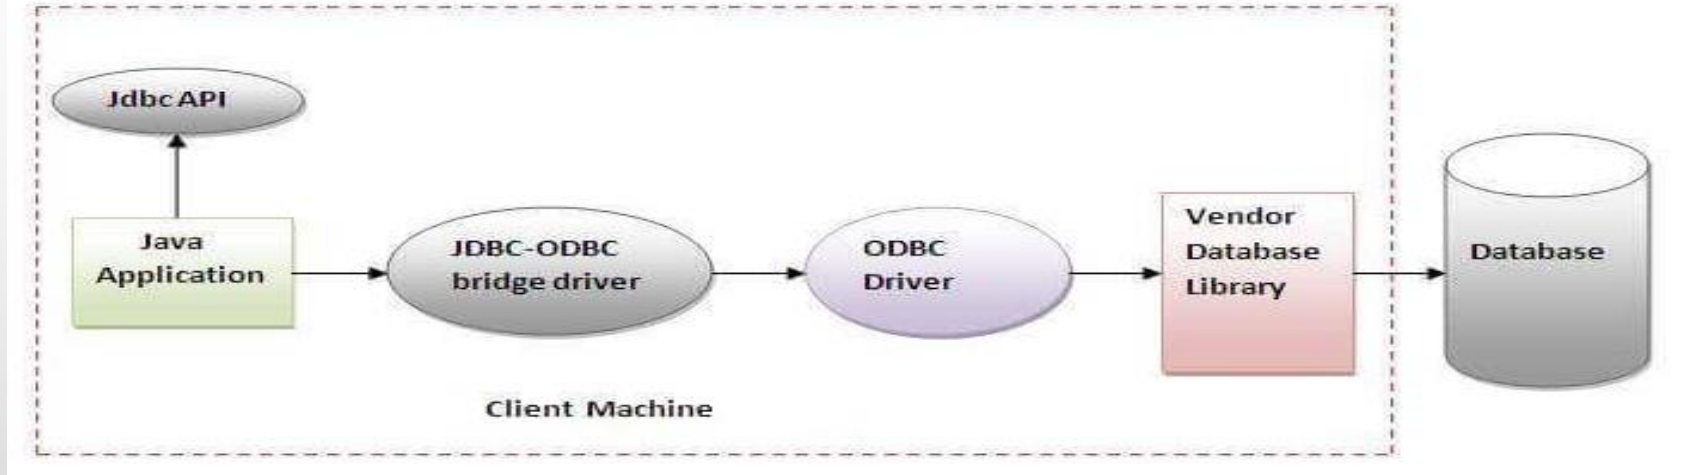 Jdbc API
Java
Application
JDBC-ODBC
bridge driver
ODBC
Driver
Vendor
Database
Library
Database
Client Machine